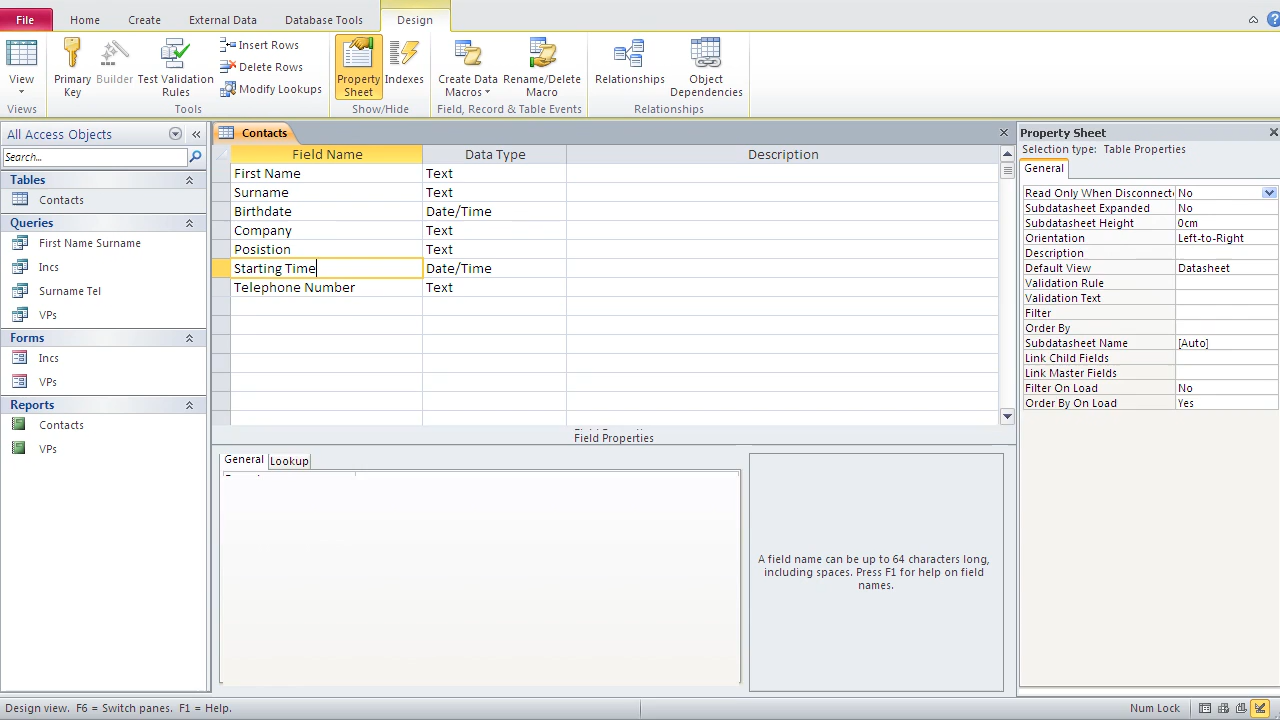 File Home Create External Data Database Tools Design
View
Primary Key
Builder
Test Validation Rules
Insert Rows
Delete Rows
Modify Lookups
Property Sheet
Indexes
Create Data Macros
Rename/Delete Macro
Relationships
Object Dependencies
Views Tools Show/Hide Field, Record & Table Events Relationships
All Access Objects
Search...
Tables
Contacts
Queries
First Name Surname
Incs
Surname Tel
VPs
Forms
Incs
VPs
Reports
Contacts
VPs
Contacts
Field Name Data Type Description
First Name Text
Surname Text
Birthdate Date/Time
Company Text
Posistion Text
Starting Time Date/Time
Telephone Number Text
Field Properties
General Lookup
A field name can be up to 64 characters long,
including spaces. Press F1 for help on field
names.
Property Sheet
Selection type: Table Properties
General
Read Only When Disconnect No
Subdatasheet Expanded No
Subdatasheet Height 0cm
Orientation Left-to-Right
Description
Default View Datasheet
Validation Rule
Validation Text
Filter
Order By
Subdatasheet Name [Auto]
Link Child Fields
Link Master Fields
Filter On Load No
Order By On Load Yes
Design view. F6 = Switch panes. F1 = Help. Num Lock